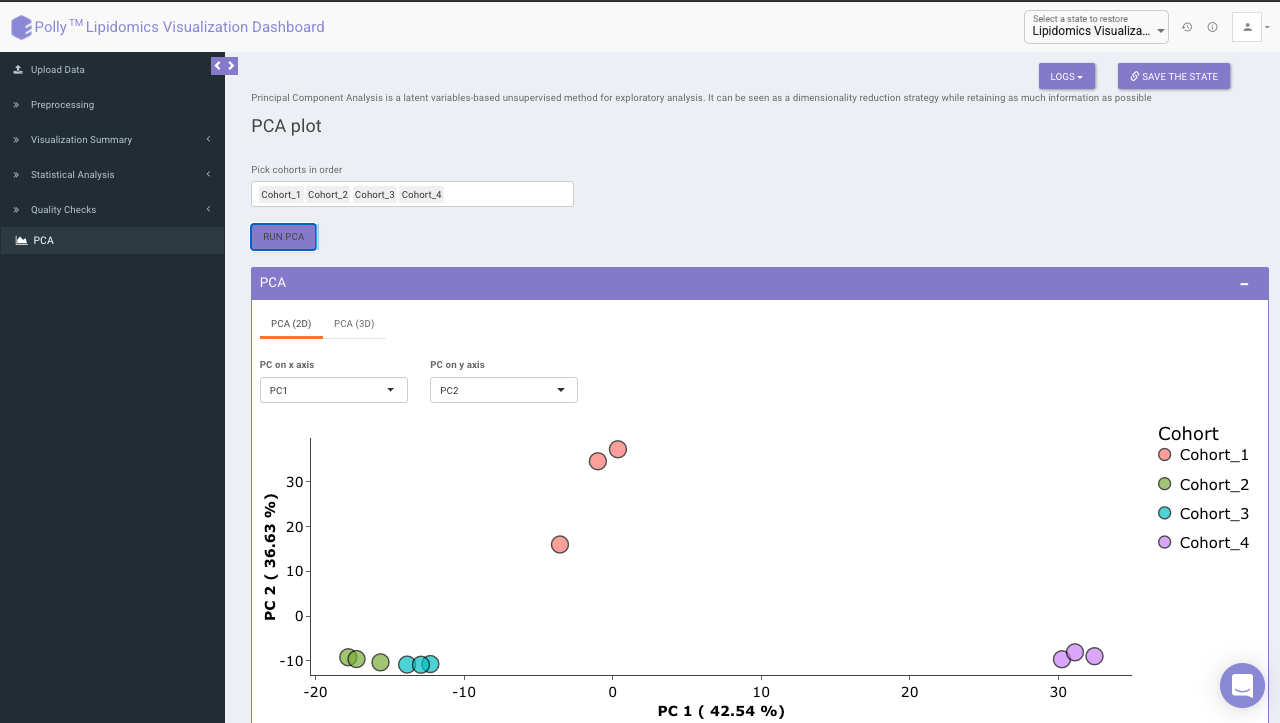 Polly™ Lipidomics Visualization Dashboard
Select a state to restore
Lipidomics Visualiza...
Upload Data
Preprocessing
Visualization Summary
Statistical Analysis
Quality Checks
PCA
LOGS
SAVE THE STATE
Principal Component Analysis is a latent variables-based unsupervised method for exploratory analysis. It can be seen as a dimensionality reduction strategy while retaining as much information as possible
PCA plot
Pick cohorts in order
Cohort_1 Cohort_2 Cohort_3 Cohort_4
RUN PCA
PCA
PCA (2D) PCA (3D)
PC on x axis PC on y axis
PC1 PC2
Cohort
Cohort_1
Cohort_2
Cohort_3
Cohort_4
PC 2 ( 36.63 %)
30
20
10
0
-10
-20 -10 0 10 20 30
PC 1 ( 42.54 %)